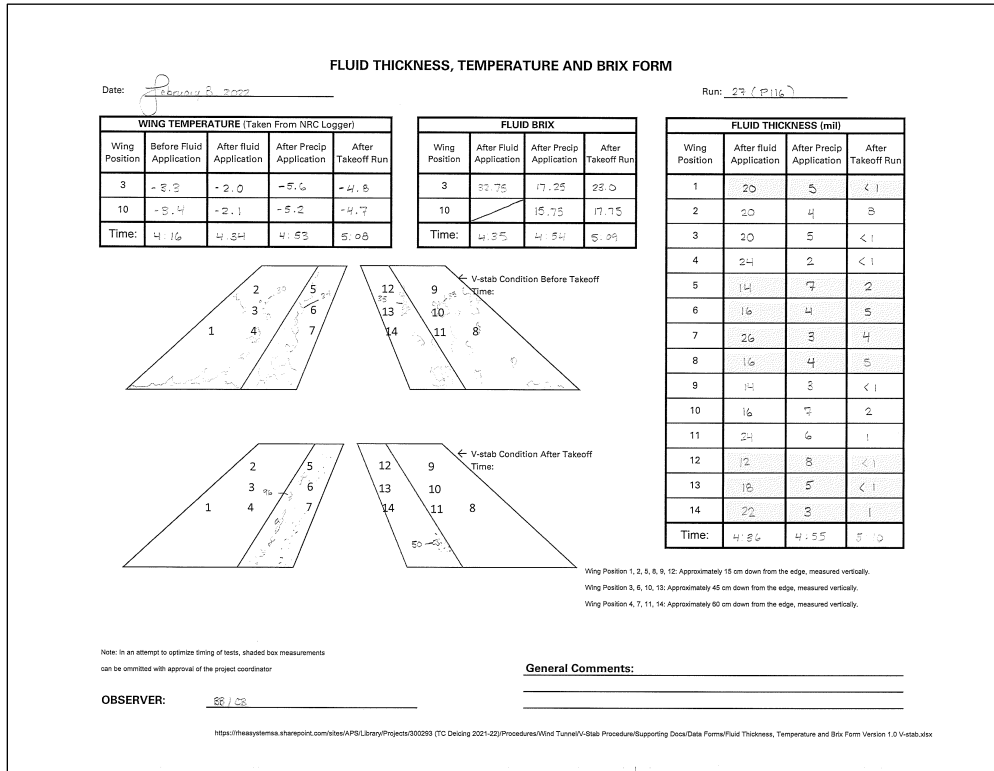 FLUID THICKNESS, TEMPERATURE AND BRIX FORM
Date: February 8, 2022
Run: 27 (P116)
WING TEMPERATURE (Taken From NRC Logger)
Wing Position Before Fluid Application After fluid Application After Precip Application After Takeoff Run
3 -3.3 -2.0 -5.6 -4.8
10 -3.4 -2.1 -5.2 -4.7
Time: 4:16 4:34 4:53 5:08
FLUID BRIX
Wing Position After Fluid Application After Precip Application After Takeoff Run
3 32.75 17.25 23.0
10 15.75 17.75
Time: 4:35 4:54 5:09
FLUID THICKNESS (mil)
Wing Position After fluid Application After Precip Application After Takeoff Run
1 20 5 <1
2 20 4 3
3 20 5 <1
4 24 2 <1
5 14 7 2
6 16 4 5
7 26 3 4
8 16 4 5
9 14 3 <1
10 16 7 2
11 24 6 1
12 12 8 <1
13 18 5 <1
14 22 3 1
Time: 4:36 4:55 5:10
← V-stab Condition Before Takeoff
Time:
2 5 12 9
3 6 13 10
1 4 7 14 11 8
← V-stab Condition After Takeoff
Time:
2 5 12 9
3 96 6 13 10
1 4 7 14 11 8
50
Wing Position 1, 2, 5, 8, 9, 12: Approximately 15 cm down from the edge, measured vertically.
Wing Position 3, 6, 10, 13: Approximately 45 cm down from the edge, measured vertically.
Wing Position 4, 7, 11, 14: Approximately 60 cm down from the edge, measured vertically.
Note: In an attempt to optimize timing of tests, shaded box measurements
can be ommitted with approval of the project coordinator
General Comments:
OBSERVER: BB / CB
https://rheasystemsa.sharepoint.com/sites/APS/Library/Projects/300293 (TC Deicing 2021-22)/Procedures/Wind Tunnel/V-Stab Procedure/Supporting Docs/Data Forms/Fluid Thickness, Temperature and Brix Form Version 1.0 V-stab.xlsx